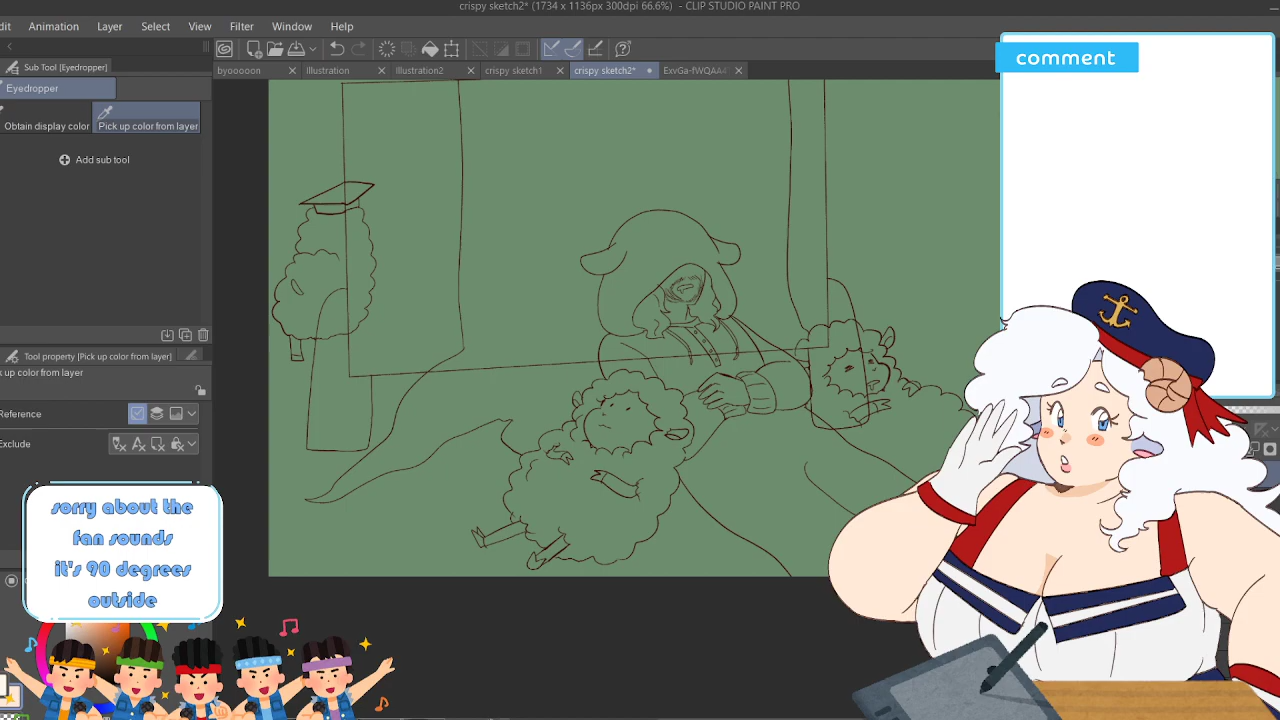 crispy sketch2* (1734 x 1136px 300dpi 66.6%) - CLIP STUDIO PAINT PRO
dit Animation Layer Select View Filter Window Help
Sub Tool [Eyedropper]
byooooon Illustration Illustration2 crispy sketch1 crispy sketch2* ExvGa-fWQAA4
Eyedropper
Obtain display color Pick up color from layer
Add sub tool
Tool property [Pick up color from layer]
k up color from layer
Reference
Exclude
comment
sorry about the
fan sounds
it's 90 degrees
outside